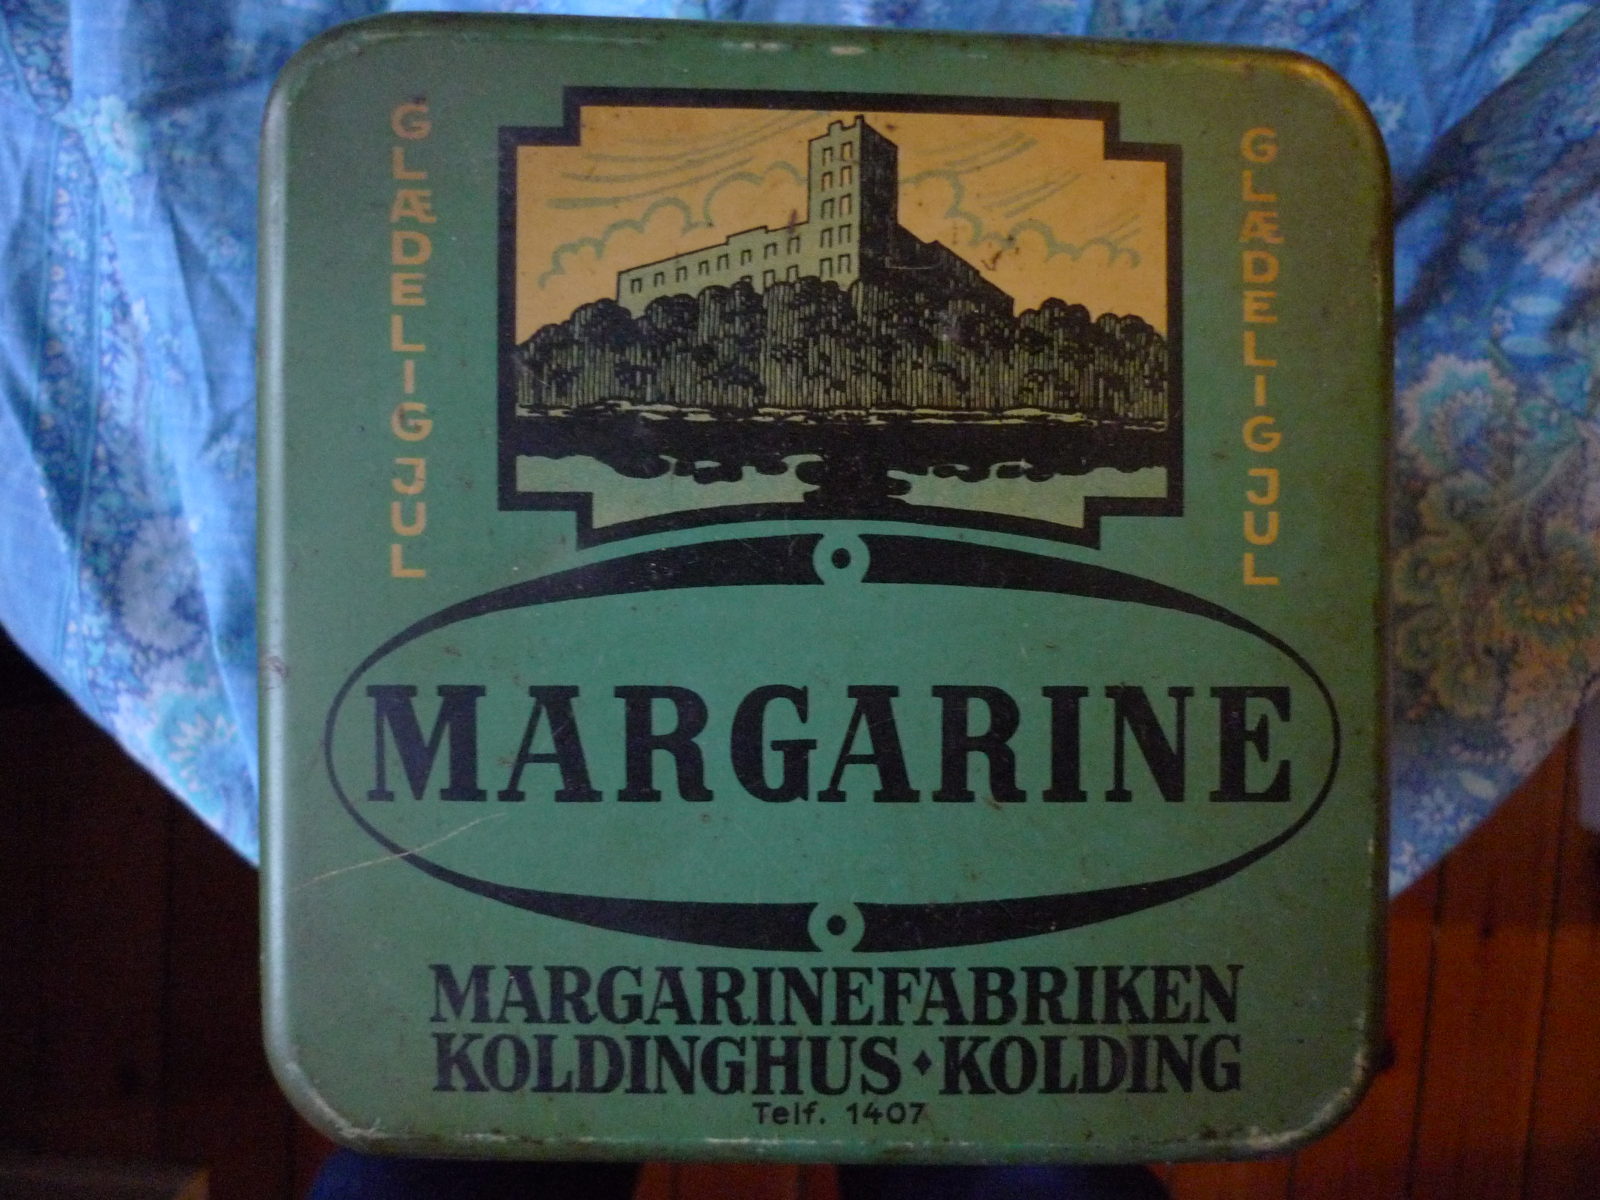 GLÆDELIG JUL
GLÆDELIG JUL
MARGARINE
MARGARINEFABRIKEN
KOLDINGHUS ♦ KOLDING
Telf. 1407